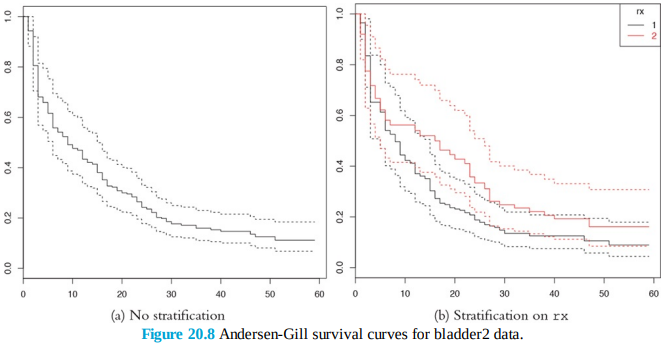 rx
1
2
1.0
0.8
0.6
0.4
0.2
0.0
0 10 20 30 40 50 60
1.0
0.8
0.6
0.4
0.2
0.0
0 10 20 30 40 50 60
(a) No stratification
(b) Stratification on rx
Figure 20.8 Andersen-Gill survival curves for bladder2 data.